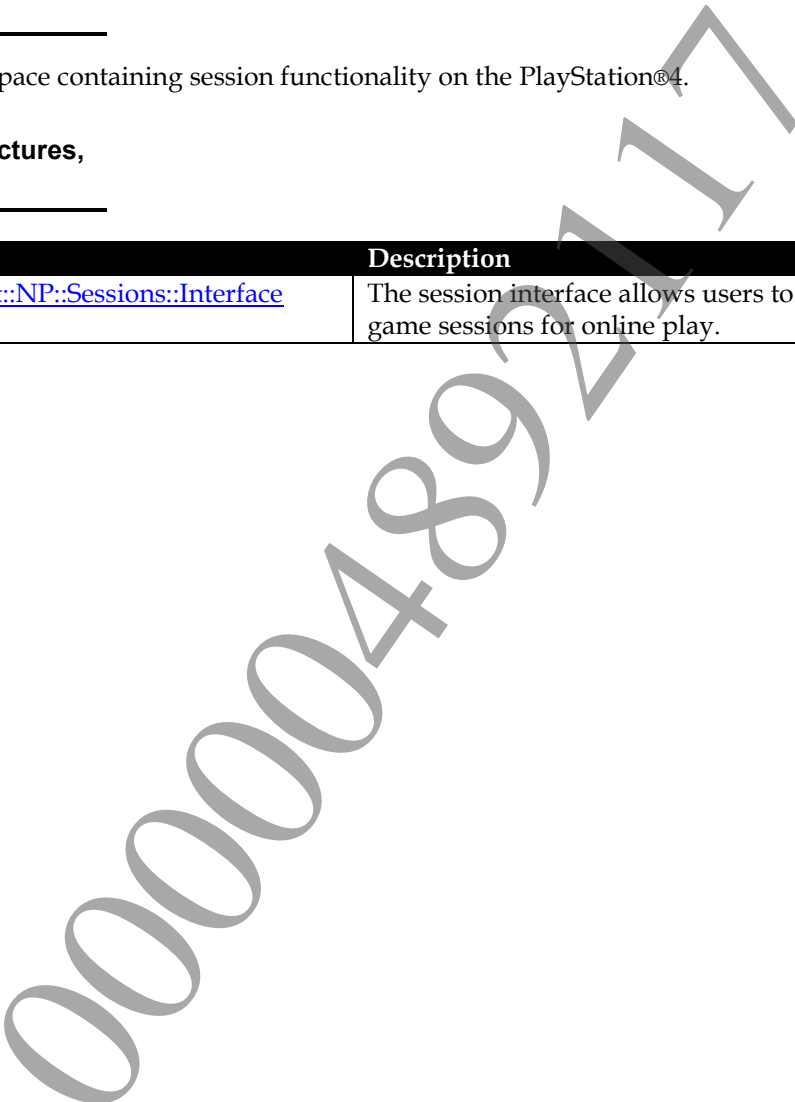 pace containing session functionality on the PlayStation®4.
ctures,
Description
::NP::Sessions::Interface The session interface allows users to
game sessions for online play.
00004892117